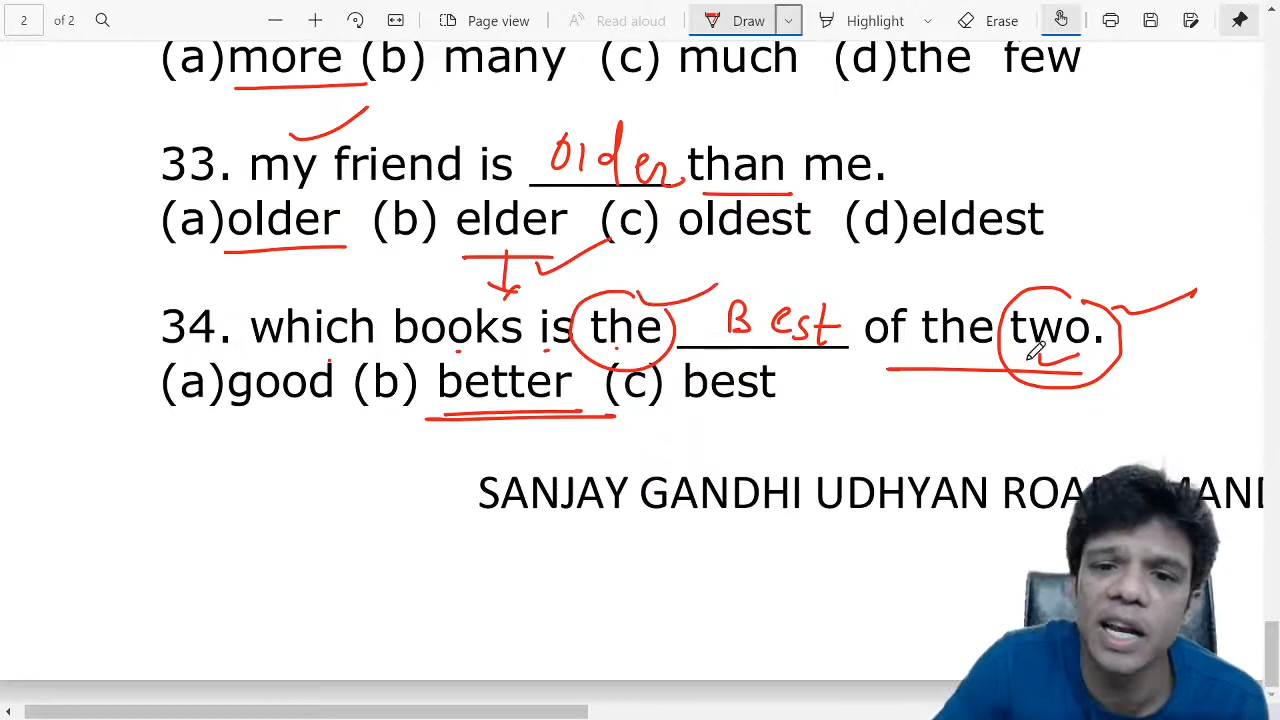 2 of 2 Page view Read aloud Draw Highlight Erase
(a)more (b) many (c) much (d)the few
33. my friend is older than me.
(a)older (b) elder (c) oldest (d)eldest
34. which books is the Best of the two.
(a)good (b) better (c) best
SANJAY GANDHI UDHYAN ROAD